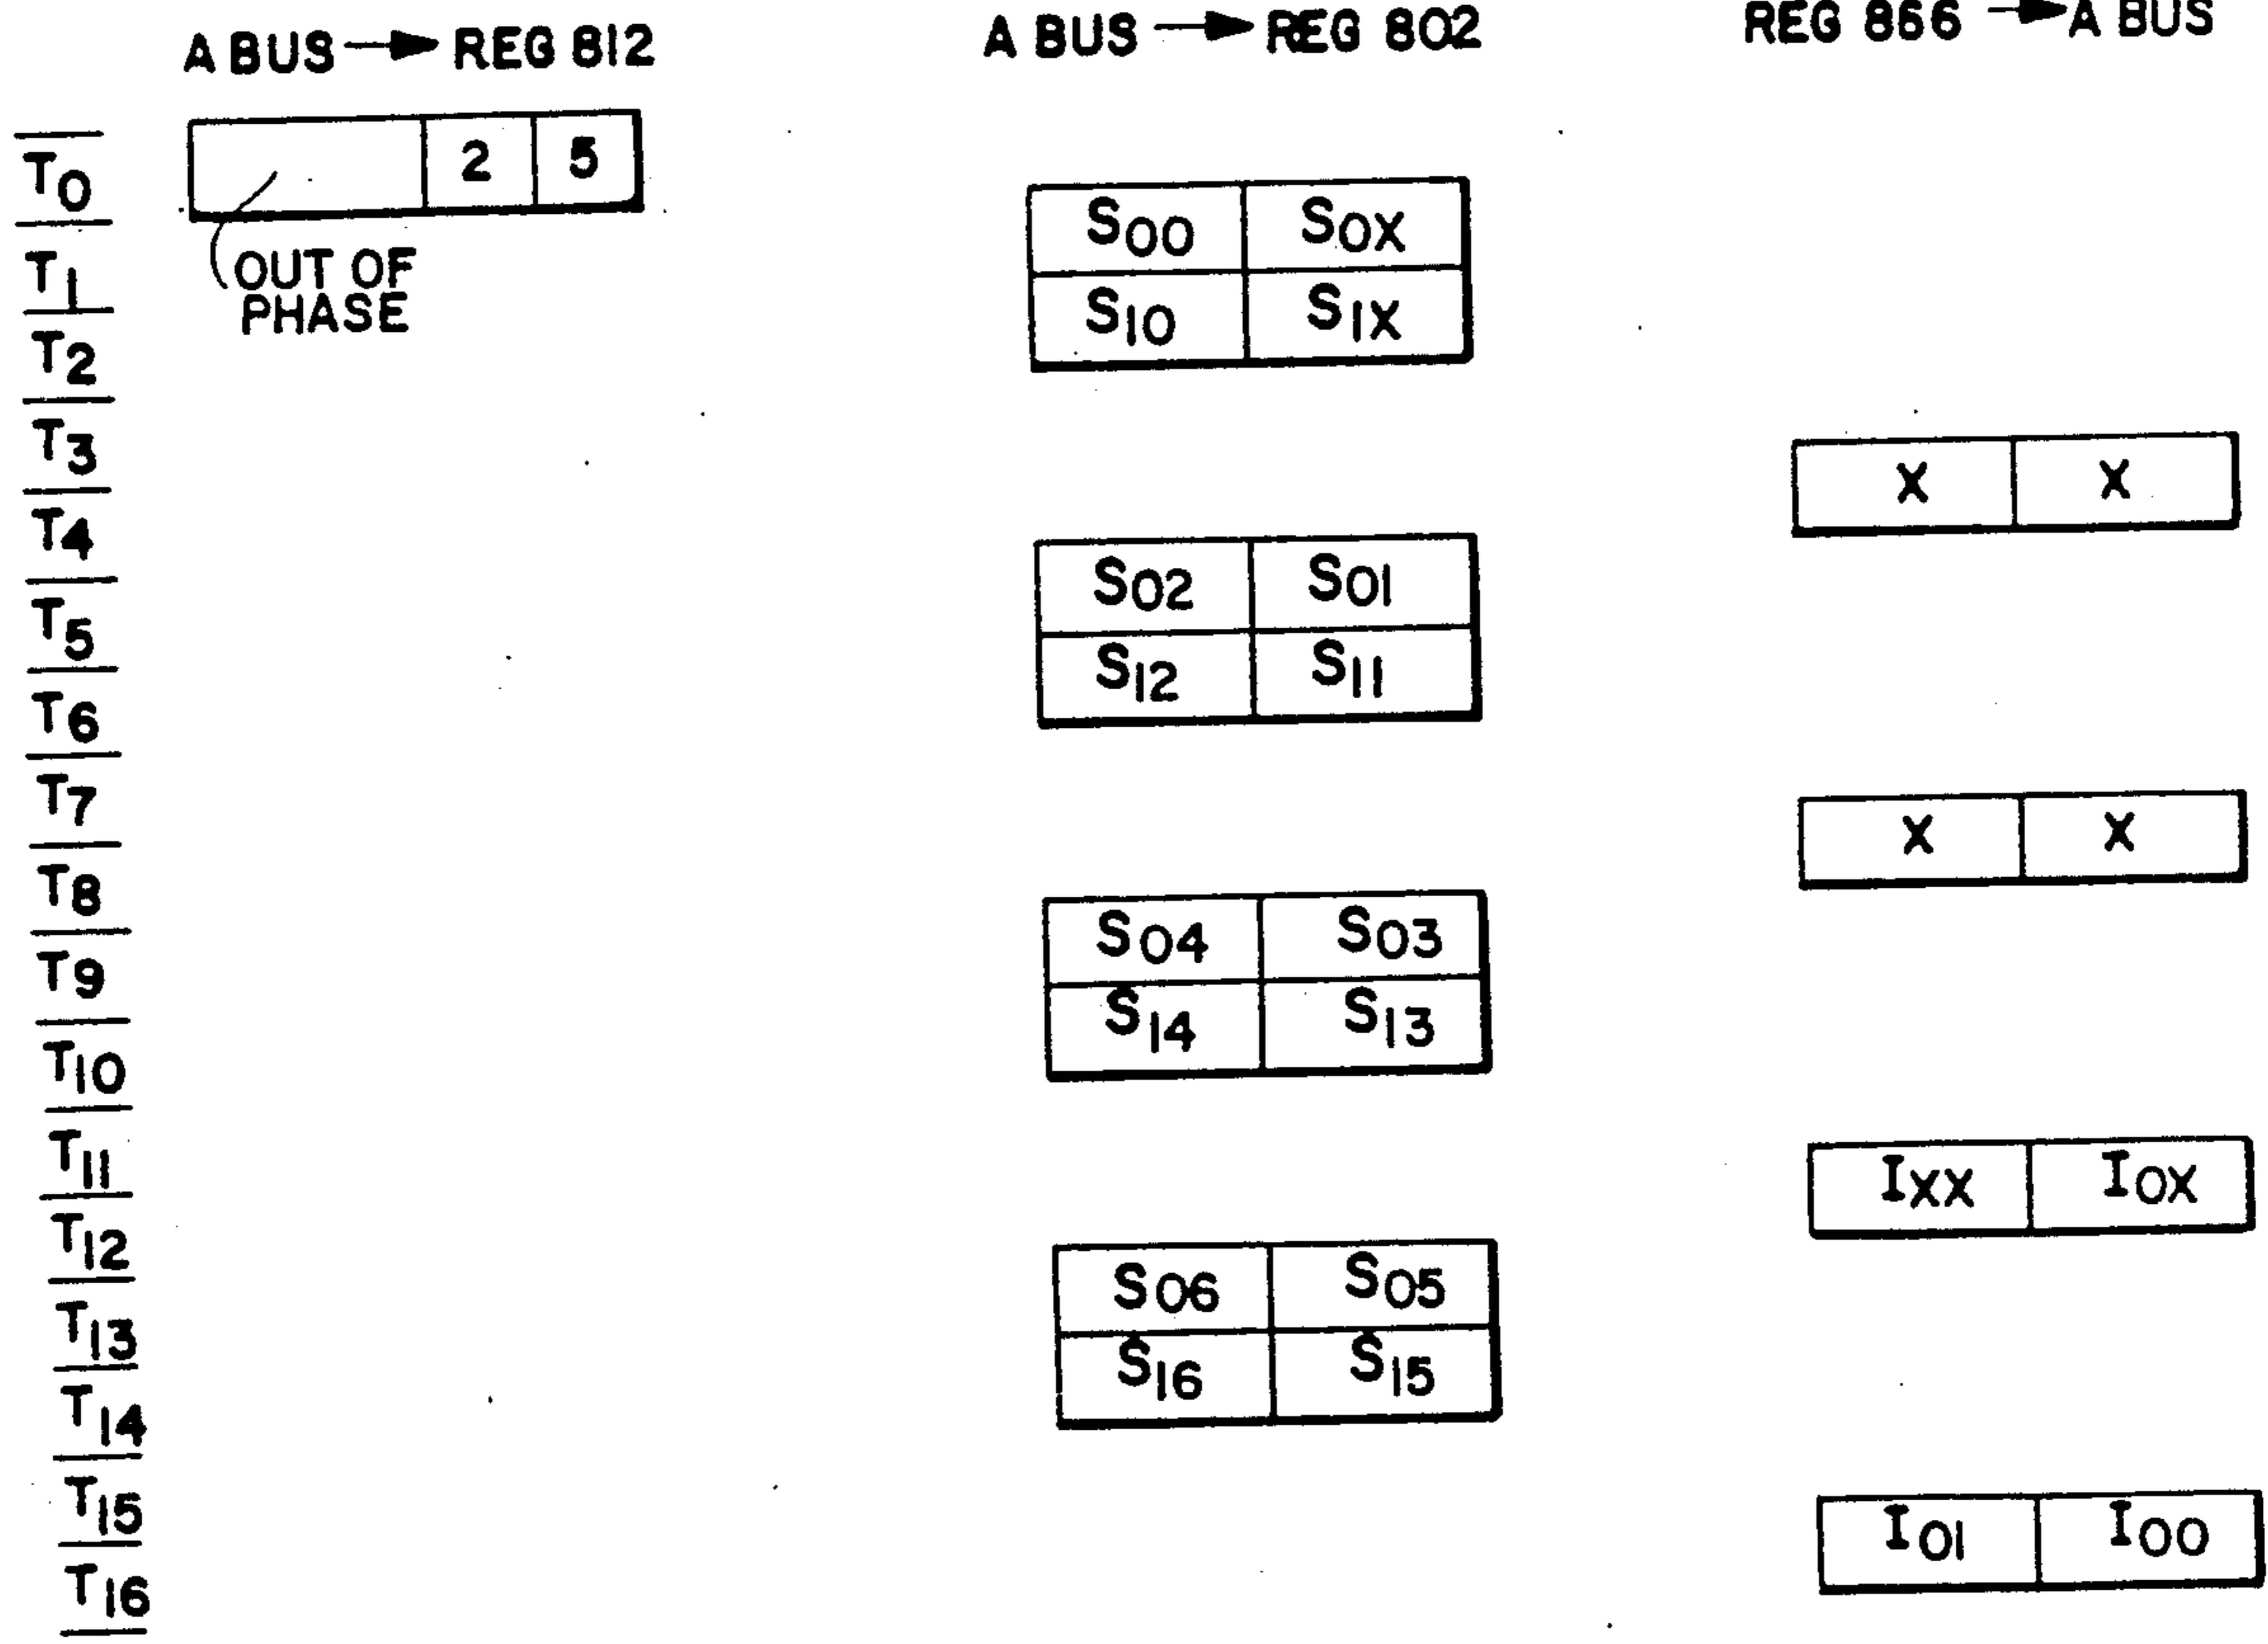 A BUS → REG 812
A BUS → REG 802
REG 866 → A BUS
T0
2 5
OUT OF
PHASE
S00 S0X
T1
S10 S1X
T2
T3
X X
T4
S02 S01
T5
S12 S11
T6
T7
X X
T8
S04 S03
T9
S14 S13
T10
T11
IXX I0X
T12
S06 S05
T13
S16 S15
T14
T15
I01 I00
T16